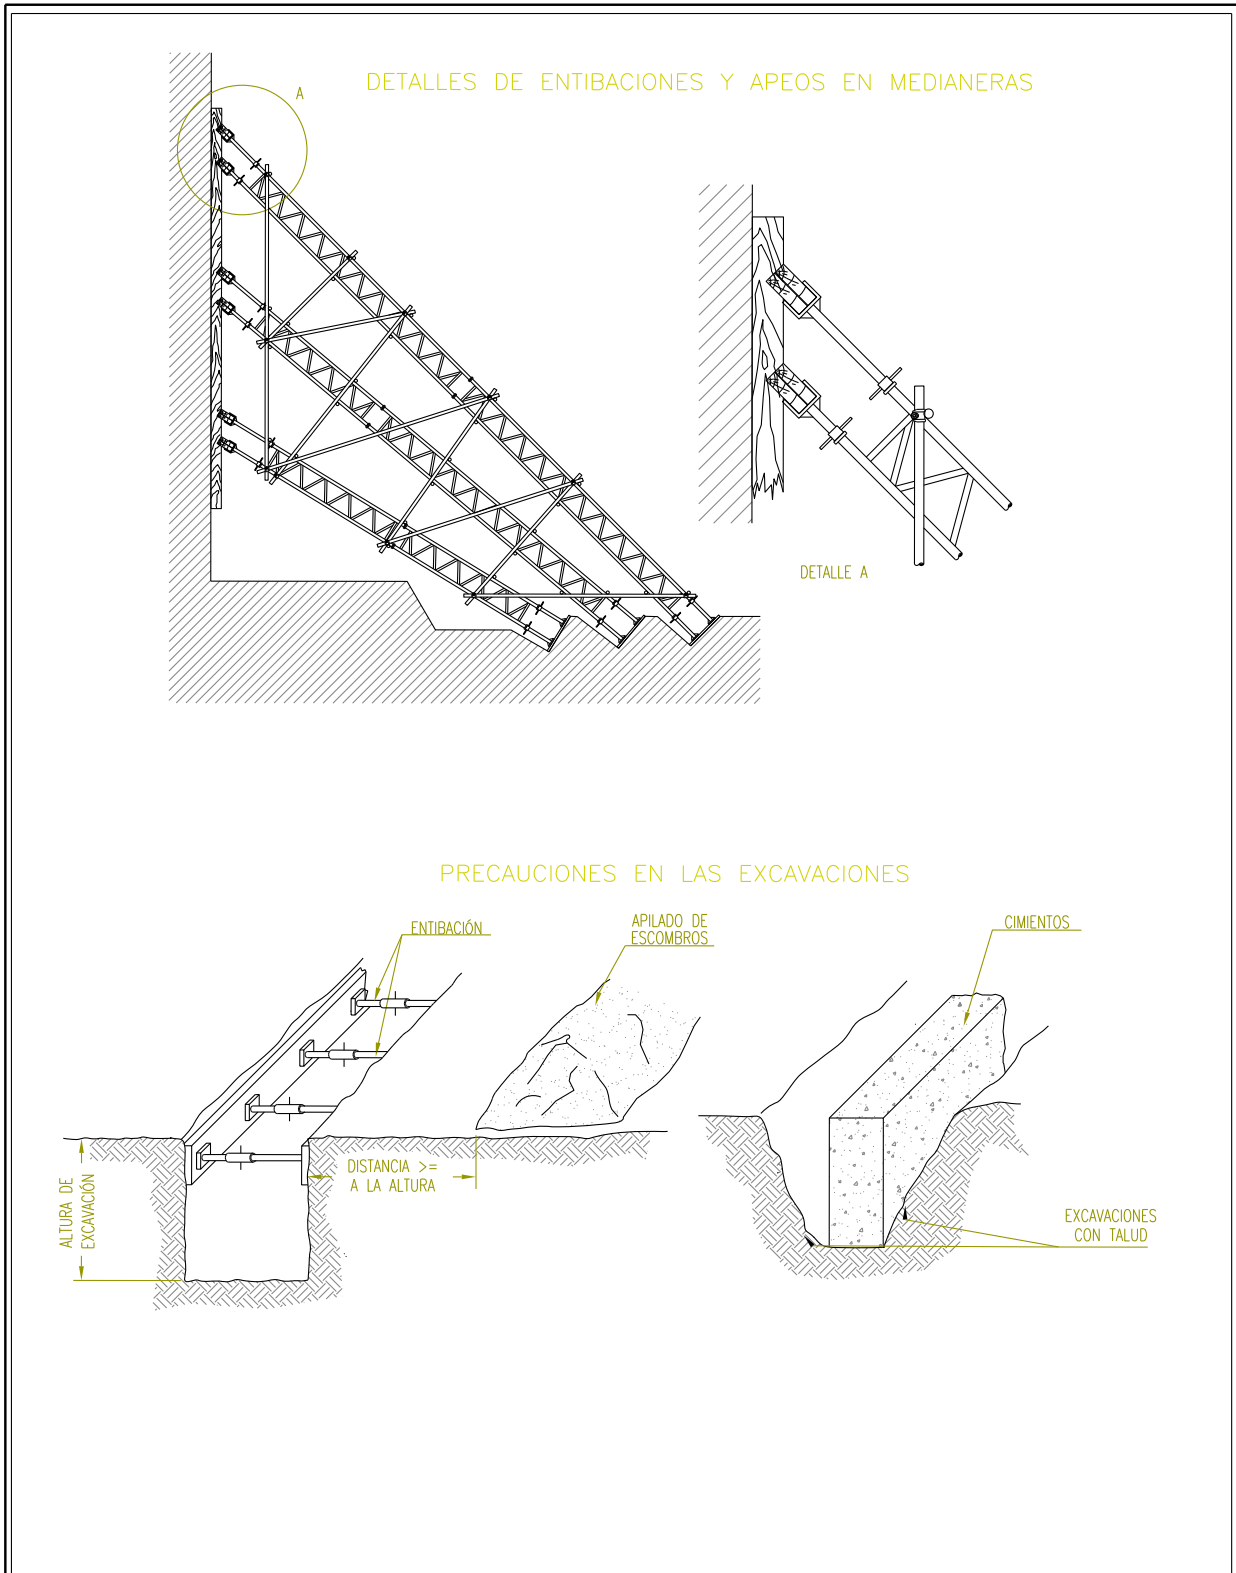 DETALLES DE ENTIBACIONES Y APEOS EN MEDIANERAS
A
DETALLE A
PRECAUCIONES EN LAS EXCAVACIONES
ENTIBACIÓN
APILADO DE
ESCOMBROS
CIMIENTOS
DISTANCIA >=
A LA ALTURA
ALTURA DE
EXCAVACIÓN
EXCAVACIONES
CON TALUD